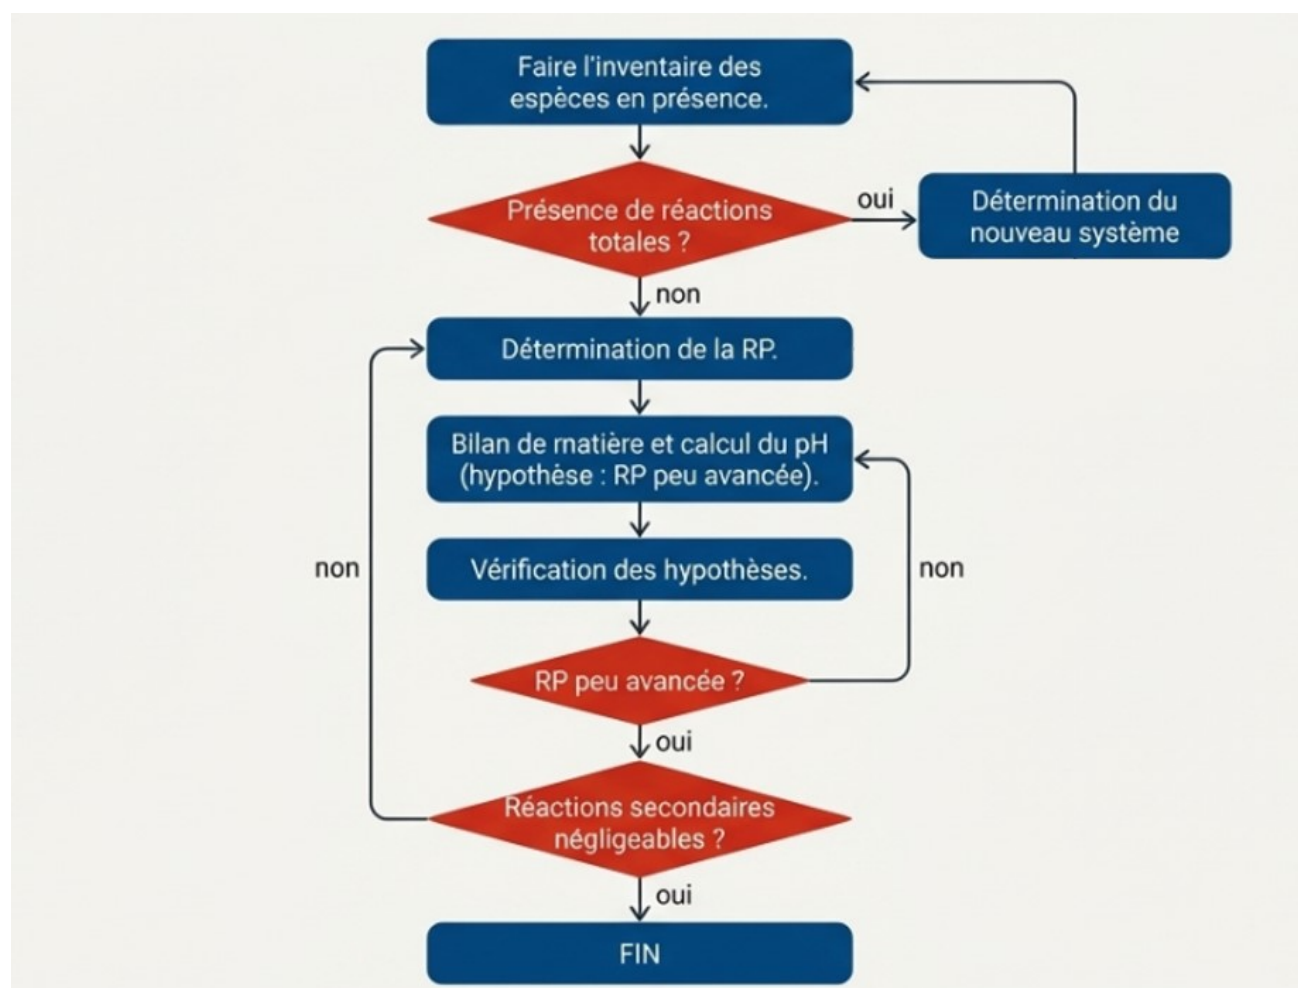 Faire l'inventaire des
espèces en présence.
Présence de réactions
totales ?
oui
Détermination du
nouveau système
non
Détermination de la RP.
Bilan de matière et calcul du pH
(hypothèse : RP peu avancée).
Vérification des hypothèses.
non
non
RP peu avancée ?
oui
Réactions secondaires
négligeables ?
oui
FIN